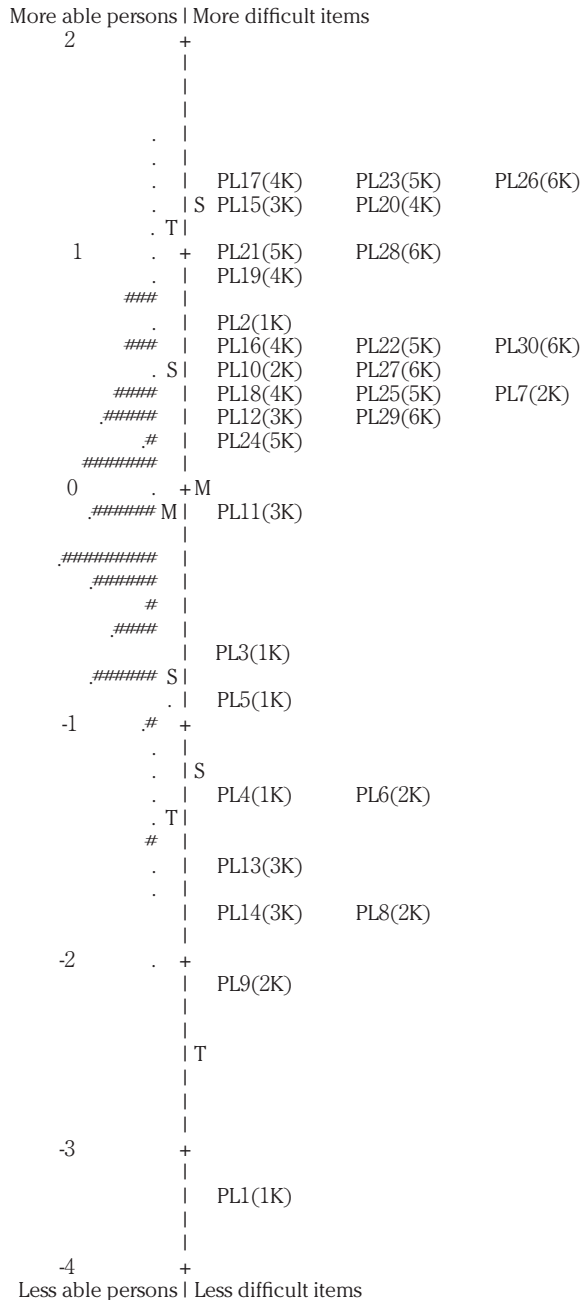 More able persons | More difficult items
2 +
|
|
|
. |
. |
. | PL17(4K) PL23(5K) PL26(6K)
. | S PL15(3K) PL20(4K)
. T |
1 . + PL21(5K) PL28(6K)
. | PL19(4K)
### |
. | PL2(1K)
### | PL16(4K) PL22(5K) PL30(6K)
. S | PL10(2K) PL27(6K)
#### | PL18(4K) PL25(5K) PL7(2K)
.##### | PL12(3K) PL29(6K)
.# | PL24(5K)
####### |
0 . + M
.###### M | PL11(3K)
|
.######### |
.###### |
# |
.#### |
| PL3(1K)
.###### S |
. | PL5(1K)
-1 .# +
. |
. | S
. | PL4(1K) PL6(2K)
. T |
# |
. | PL13(3K)
. |
| PL14(3K) PL8(2K)
|
-2 . +
| PL9(2K)
|
|
| T
|
|
|
-3 +
|
| PL1(1K)
|
|
-4 +
Less able persons | Less difficult items